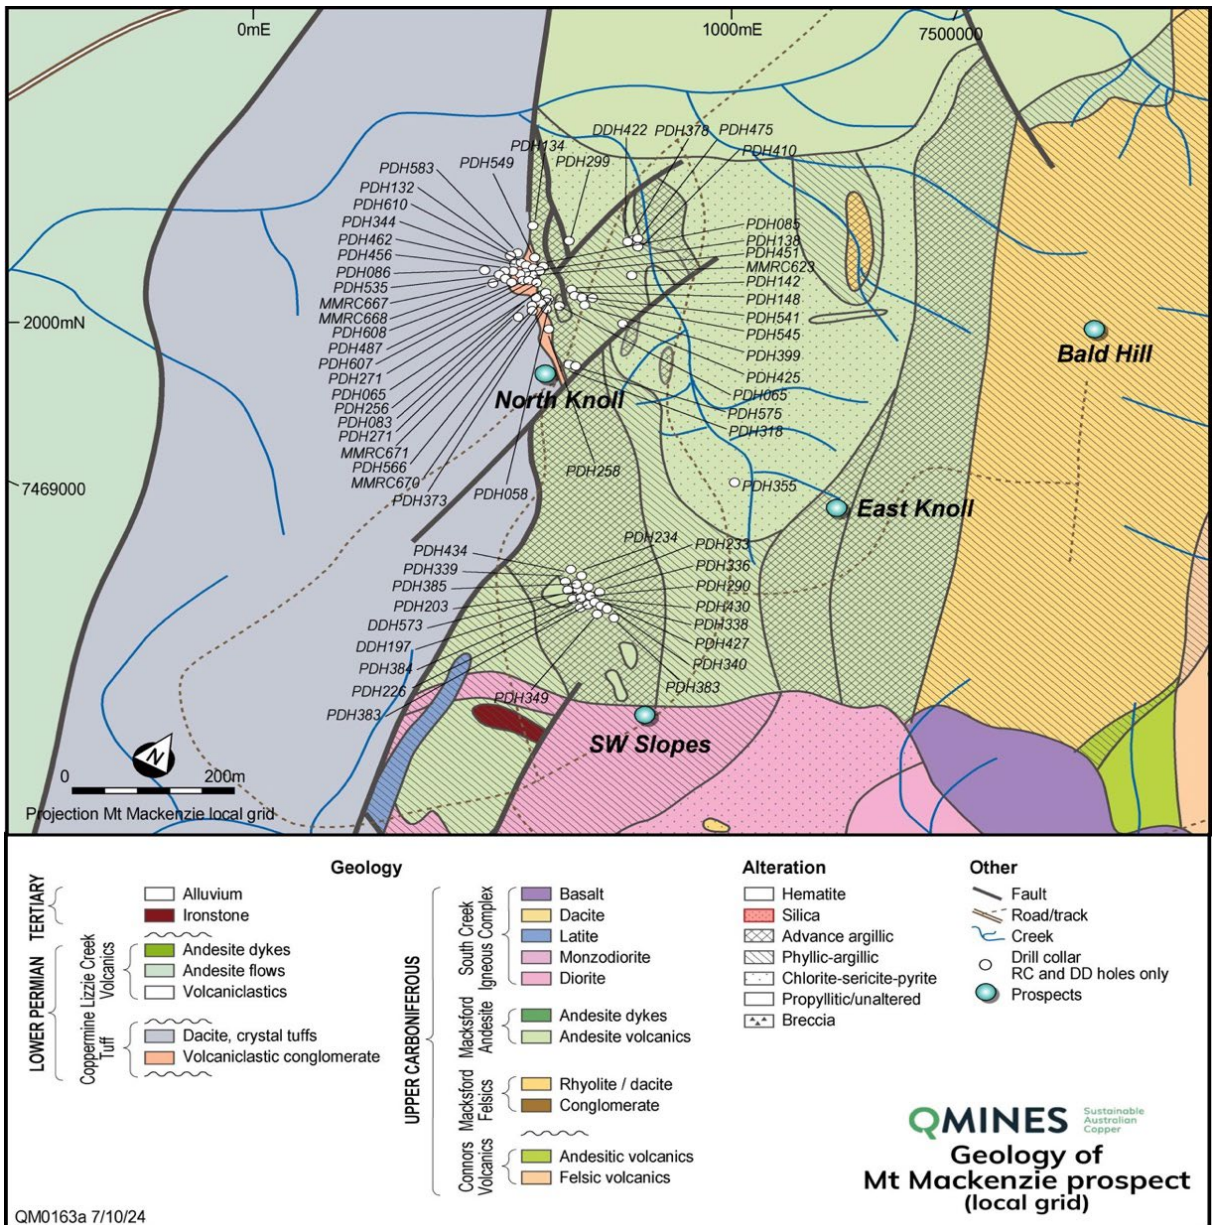 0mE
1000mE
7500000
DDH422
PDH378
PDH475
PDH134
PDH410
PDH549
PDH299
PDH583
PDH132
PDH610
PDH344
PDH462
PDH456
PDH086
PDH535
MMRC667
MMRC668
PDH608
PDH487
PDH607
PDH271
PDH065
PDH256
PDH083
PDH271
MMRC671
PDH566
MMRC670
PDH373
PDH058
PDH258
PDH085
PDH138
PDH451
MMRC623
PDH142
PDH148
PDH541
PDH545
PDH399
PDH425
PDH065
PDH575
PDH318
PDH355
2000mN
7469000
North Knoll
Bald Hill
East Knoll
PDH434
PDH339
PDH385
PDH203
DDH573
DDH197
PDH384
PDH226
PDH383
PDH349
PDH234
PDH233
PDH336
PDH290
PDH430
PDH338
PDH427
PDH340
PDH383
SW Slopes
N
0 200m
Projection Mt Mackenzie local grid
Geology
TERTIARY
Alluvium
Ironstone
LOWER PERMIAN
Lizzie Creek
Volcanics
Andesite dykes
Andesite flows
Volcaniclastics
Coppermine
Tuff
Dacite, crystal tuffs
Volcaniclastic conglomerate
UPPER CARBONIFEROUS
South Creek
Igneous Complex
Basalt
Dacite
Latite
Monzodiorite
Diorite
Macksford
Andesite
Andesite dykes
Andesite volcanics
Macksford
Felsics
Rhyolite / dacite
Conglomerate
Connors
Volcanics
Andesitic volcanics
Felsic volcanics
Alteration
Hematite
Silica
Advance argillic
Phyllic-argillic
Chlorite-sericite-pyrite
Propyllitic/unaltered
Breccia
Other
Fault
Road/track
Creek
Drill collar
RC and DD holes only
Prospects
QMINES
Sustainable
Australian
Copper
Geology of
Mt Mackenzie prospect
(local grid)
QM0163a 7/10/24